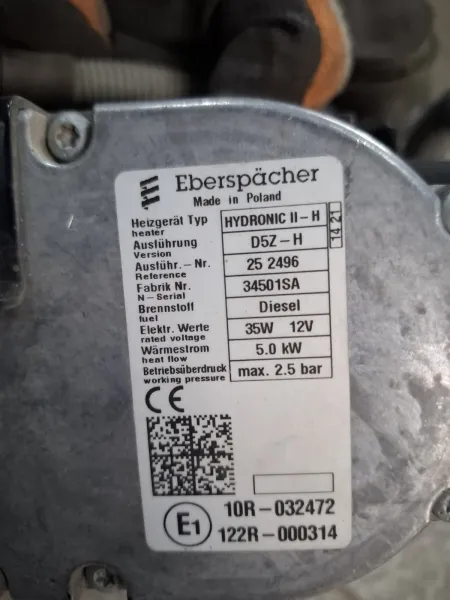 Eberspächer
Made in Poland
Heizgerät Typ HYDRONIC II-H 14 21
heater
Ausführung D5Z-H
Version
Ausführ.-Nr. 25 2496
Reference
Fabrik Nr. 34501SA
N-Serial
Brennstoff Diesel
fuel
Elektr. Werte 35W 12V
rated voltage
Wärmestrom 5.0 kW
heat flow
Betriebsüberdruck max. 2.5 bar
working pressure
CE
E1 10R-032472
122R-000314